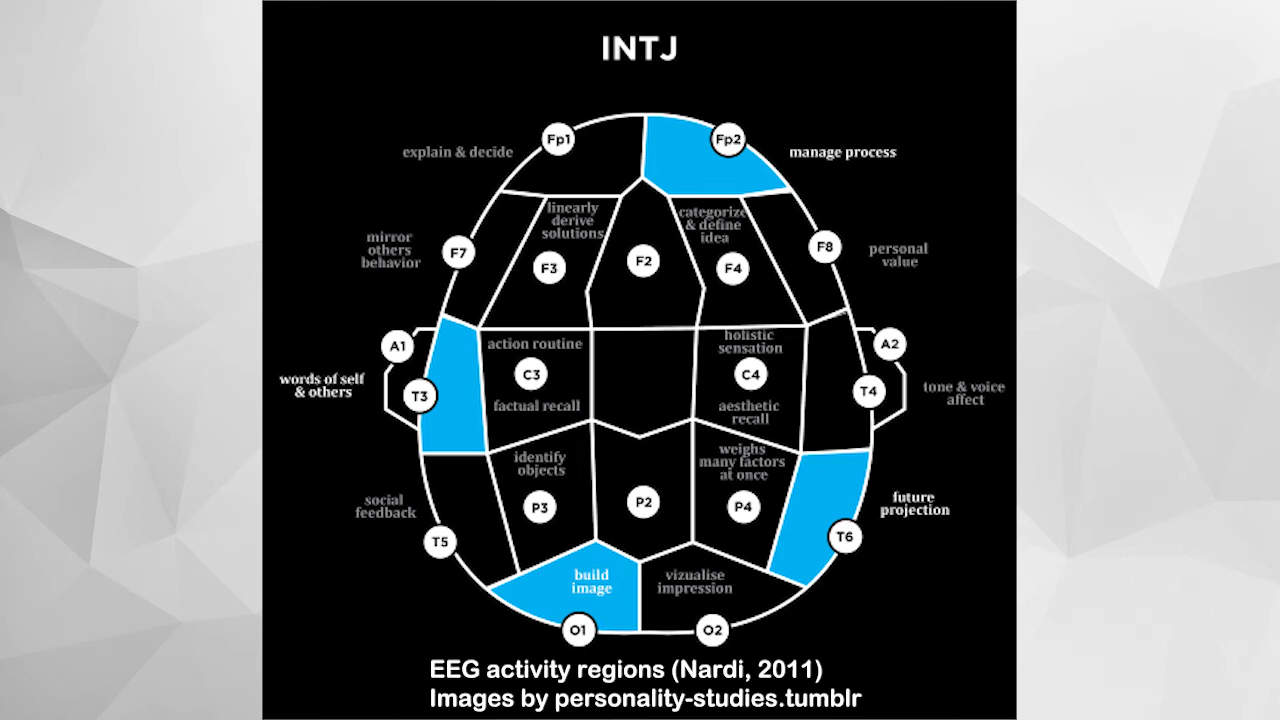 INTJ
Fp1
Fp2
explain & decide
manage process
linearly
derive
solutions
categorize
& define
idea
mirror
others
behavior
F7
F3
F2
F4
F8
personal
value
A1
action routine
holistic
sensation
A2
words of self
& others
T3
C3
C4
T4
tone & voice
affect
factual recall
aesthetic
recall
identify
objects
weighs
many factors
at once
social
feedback
P3
P2
P4
future
projection
T5
T6
build
image
vizualise
impression
O1
O2
EEG activity regions (Nardi, 2011)
Images by personality-studies.tumblr